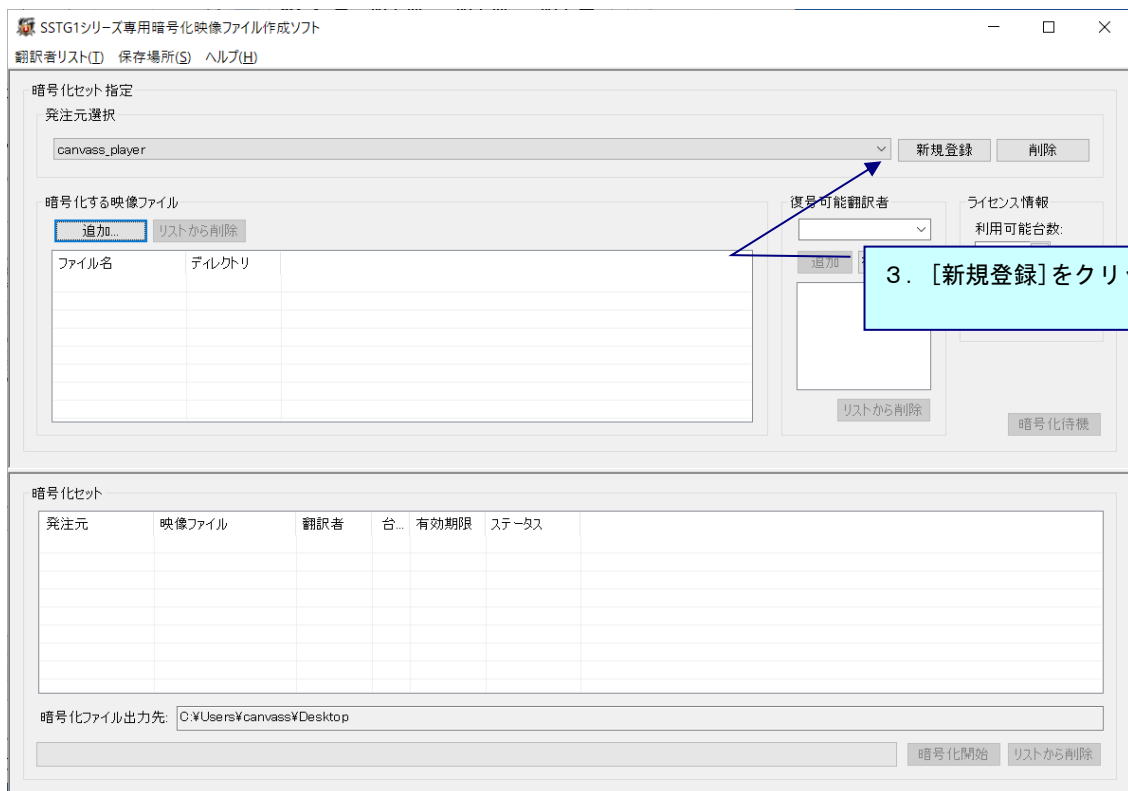 SSTG1シリーズ専用暗号化映像ファイル作成ソフト
翻訳者リスト(T) 保存場所(S) ヘルプ(H)
暗号化セット指定
発注元選択
canvass_player
新規登録
削除
暗号化する映像ファイル
追加...
リストから削除
ファイル名 ディレクトリ
復号可能翻訳者
追加
リストから削除
ライセンス情報
利用可能台数:
3．[新規登録]をクリ
暗号化待機
暗号化セット
発注元 映像ファイル 翻訳者 台... 有効期限 ステータス
暗号化ファイル出力先: C:¥Users¥canvass¥Desktop
暗号化開始
リストから削除